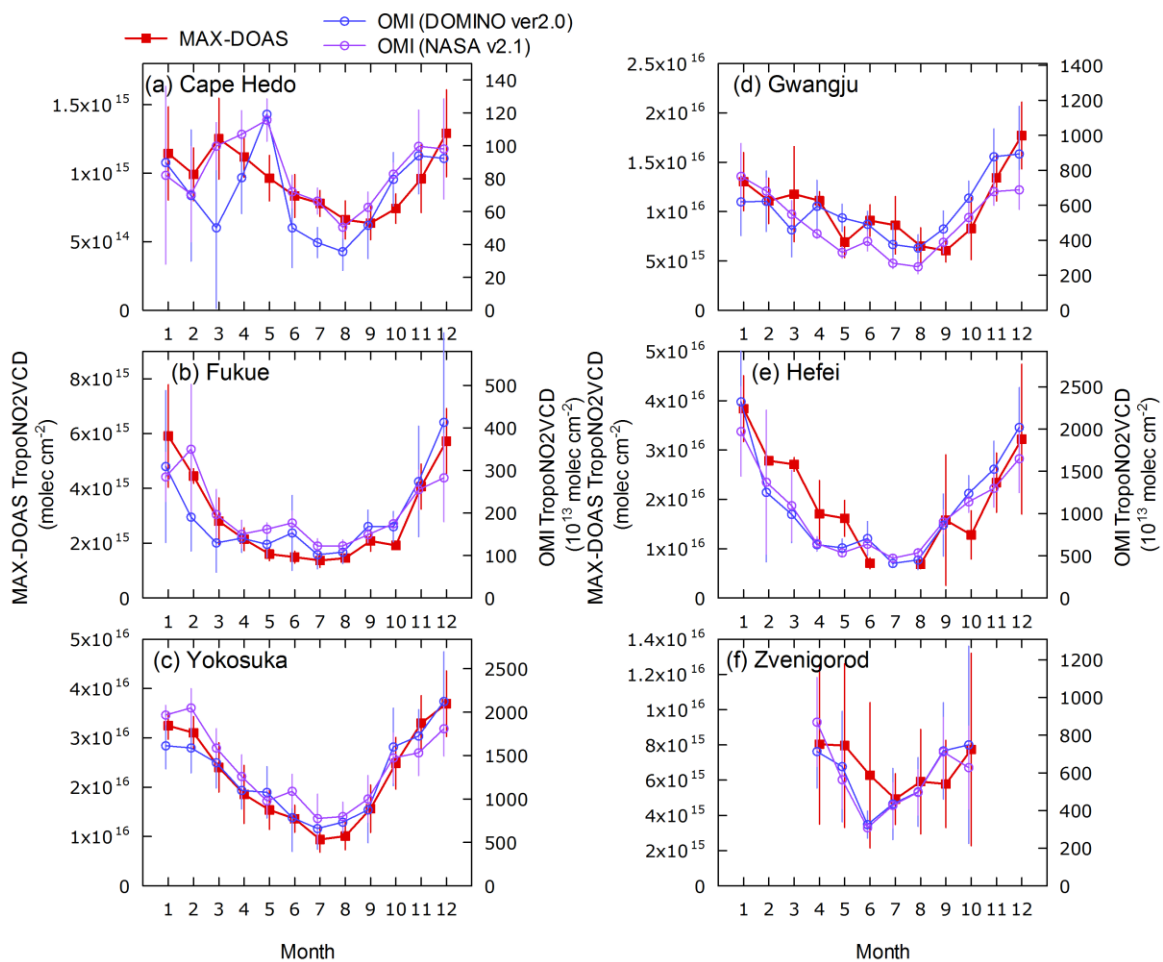 MAX-DOAS
OMI (DOMINO ver2.0)
OMI (NASA v2.1)
(a) Cape Hedo
1.5x10 15
1x10 15
5x10 14
0
140
120
100
80
60
40
20
0
1 2 3 4 5 6 7 8 9 10 11 12
(b) Fukue
8x10 15
6x10 15
4x10 15
2x10 15
0
500
400
300
200
100
0
1 2 3 4 5 6 7 8 9 10 11 12
(c) Yokosuka
5x10 16
4x10 16
3x10 16
2x10 16
1x10 16
0
2500
2000
1500
1000
500
0
1 2 3 4 5 6 7 8 9 10 11 12
Month
MAX-DOAS TropoNO2VCD
(molec cm-2)
OMI TropoNO2VCD
(10 13 molec cm-2)
(d) Gwangju
2.5x10 16
2x10 16
1.5x10 16
1x10 16
5x10 15
0
1400
1200
1000
800
600
400
200
0
1 2 3 4 5 6 7 8 9 10 11 12
(e) Hefei
5x10 16
4x10 16
3x10 16
2x10 16
1x10 16
0
2500
2000
1500
1000
500
0
1 2 3 4 5 6 7 8 9 10 11 12
(f) Zvenigorod
1.4x10 16
1.2x10 16
1x10 16
8x10 15
6x10 15
4x10 15
2x10 15
0
1200
1000
800
600
400
200
0
1 2 3 4 5 6 7 8 9 10 11 12
Month
MAX-DOAS TropoNO2VCD
(molec cm-2)
OMI TropoNO2VCD
(10 13 molec cm-2)